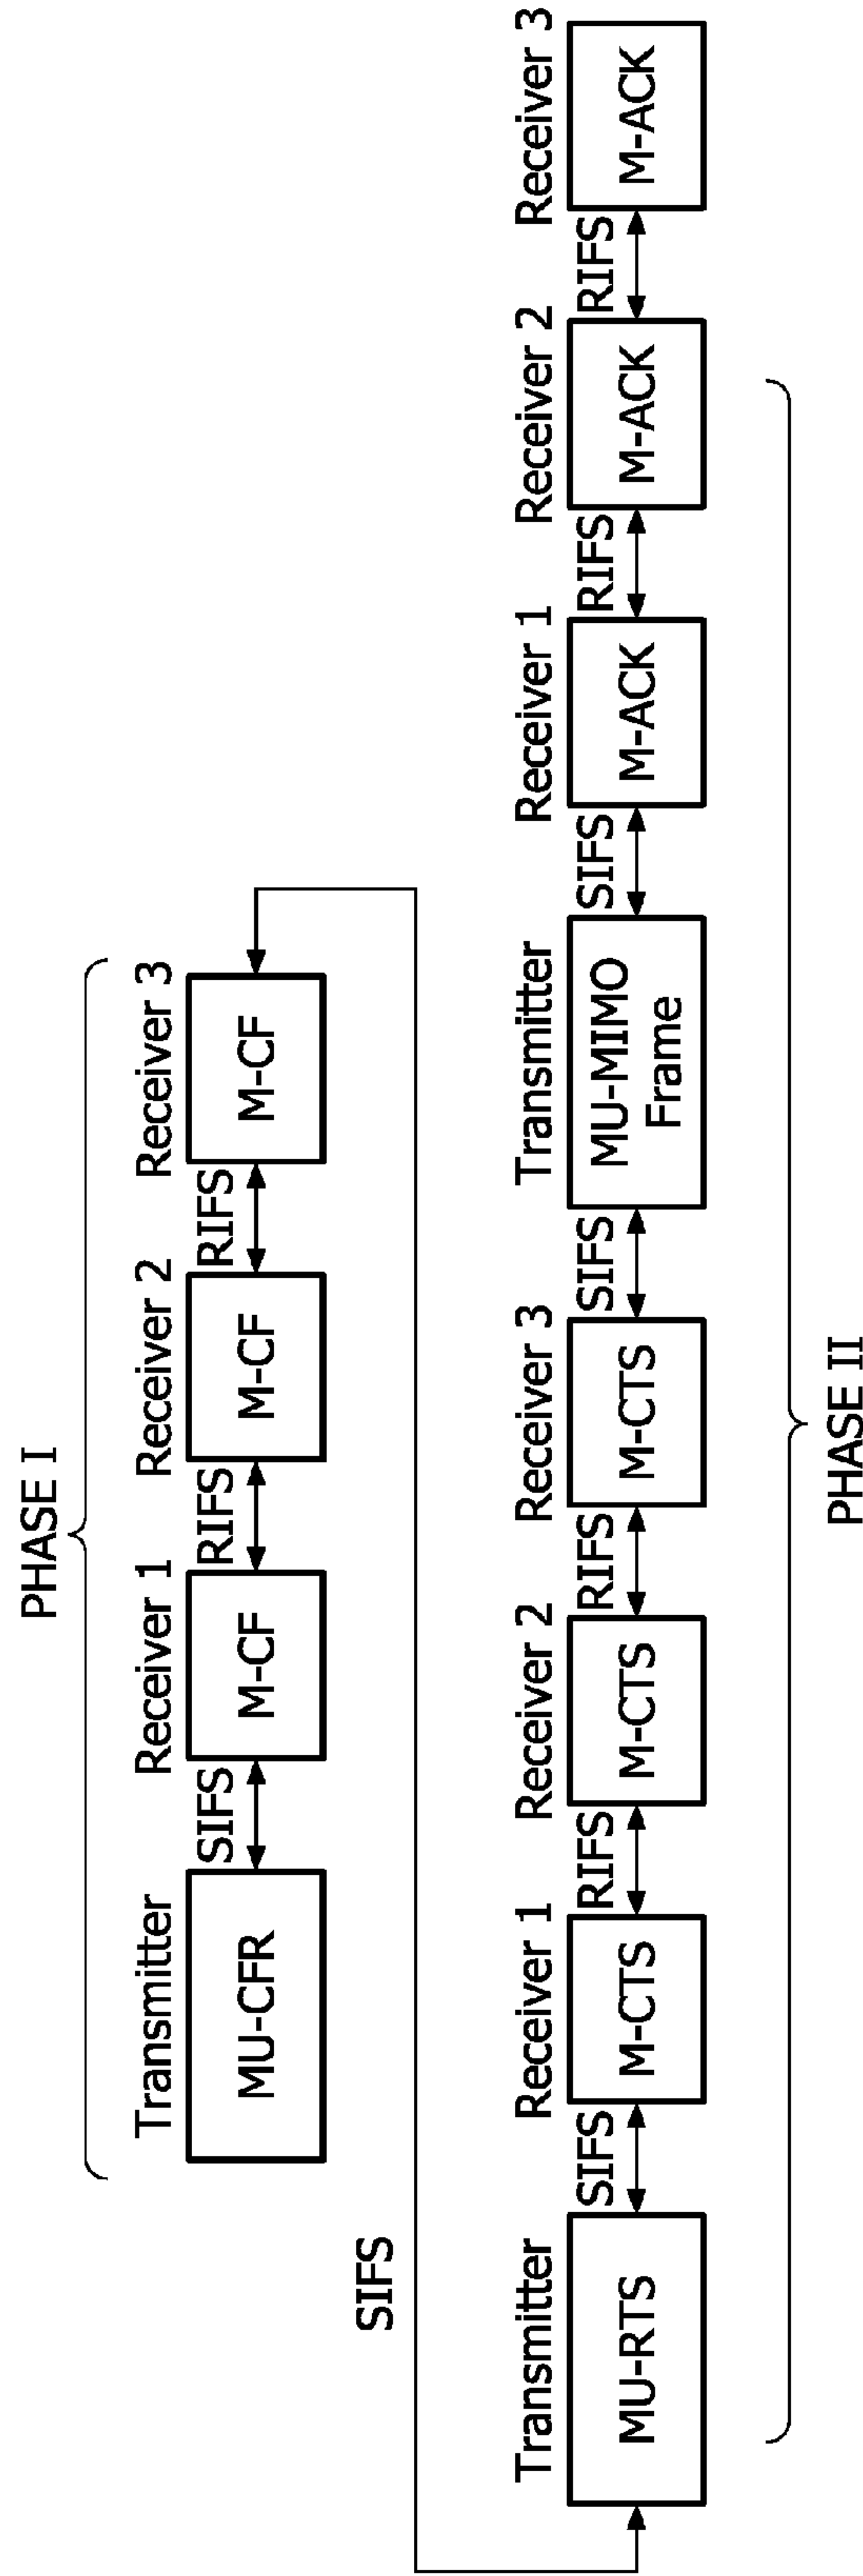 PHASE I
Transmitter
Receiver 1
Receiver 2
Receiver 3
MU-CFR
SIFS
M-CF
RIFS
M-CF
RIFS
M-CF
SIFS
Transmitter
Receiver 1
Receiver 2
Receiver 3
Transmitter
Receiver 1
Receiver 2
Receiver 3
MU-RTS
SIFS
M-CTS
RIFS
M-CTS
RIFS
M-CTS
SIFS
MU-MIMO
Frame
SIFS
M-ACK
RIFS
M-ACK
RIFS
M-ACK
PHASE II